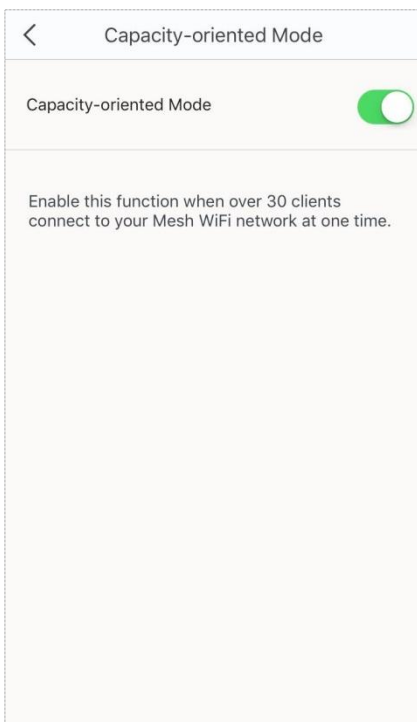 Capacity-oriented Mode
Capacity-oriented Mode
Enable this function when over 30 clients
connect to your Mesh WiFi network at one time.